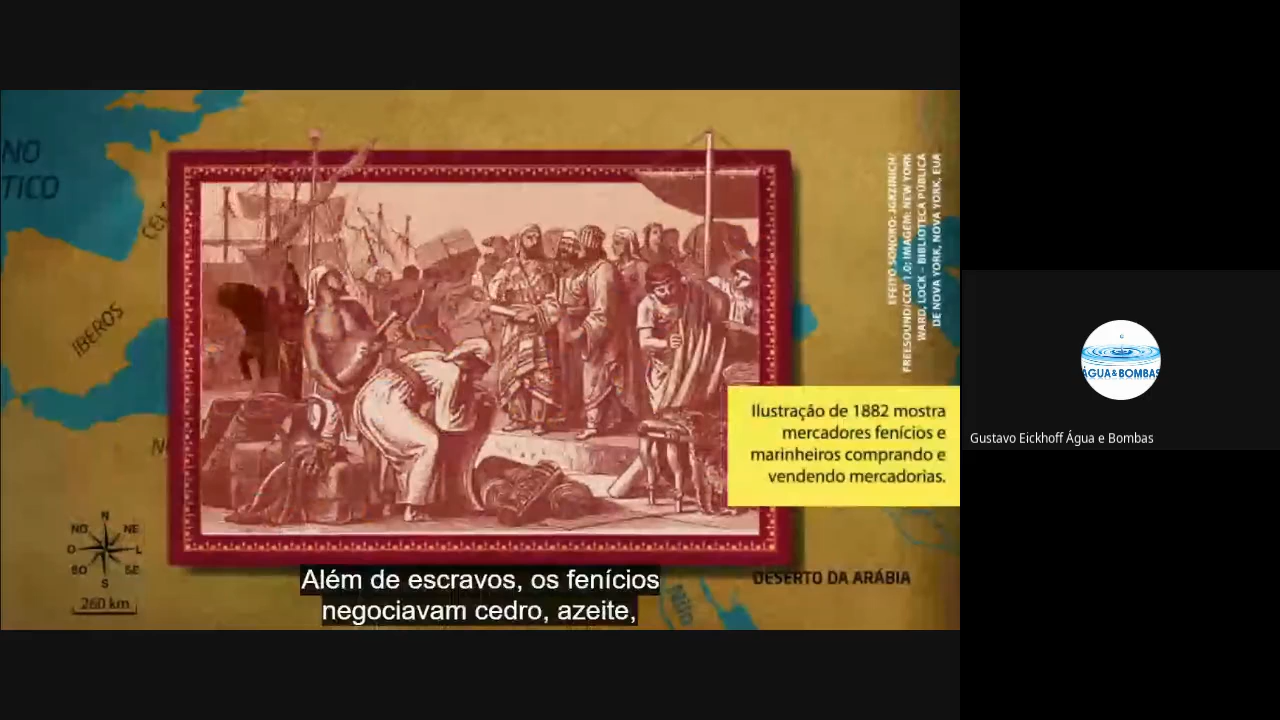 NO
TICO
CELT
IBEROS
N
NO
NE
O
L
SO
SE
S
260 km
EFEITO SONORO: JGRZINICH/
FREESOUND/CC0 1.0; IMAGEM: NEW YORK
WARD, LOCK - BIBLIOTECA PÚBLICA
DE NOVA YORK, NOVA YORK, EUA
Ilustração de 1882 mostra
mercadores fenícios e
marinheiros comprando e
vendendo mercadorias.
DESERTO DA ARÁBIA
Nilo
Além de escravos, os fenícios
negociavam cedro, azeite,
ÁGUA&BOMBAS
Gustavo Eickhoff Água e Bombas